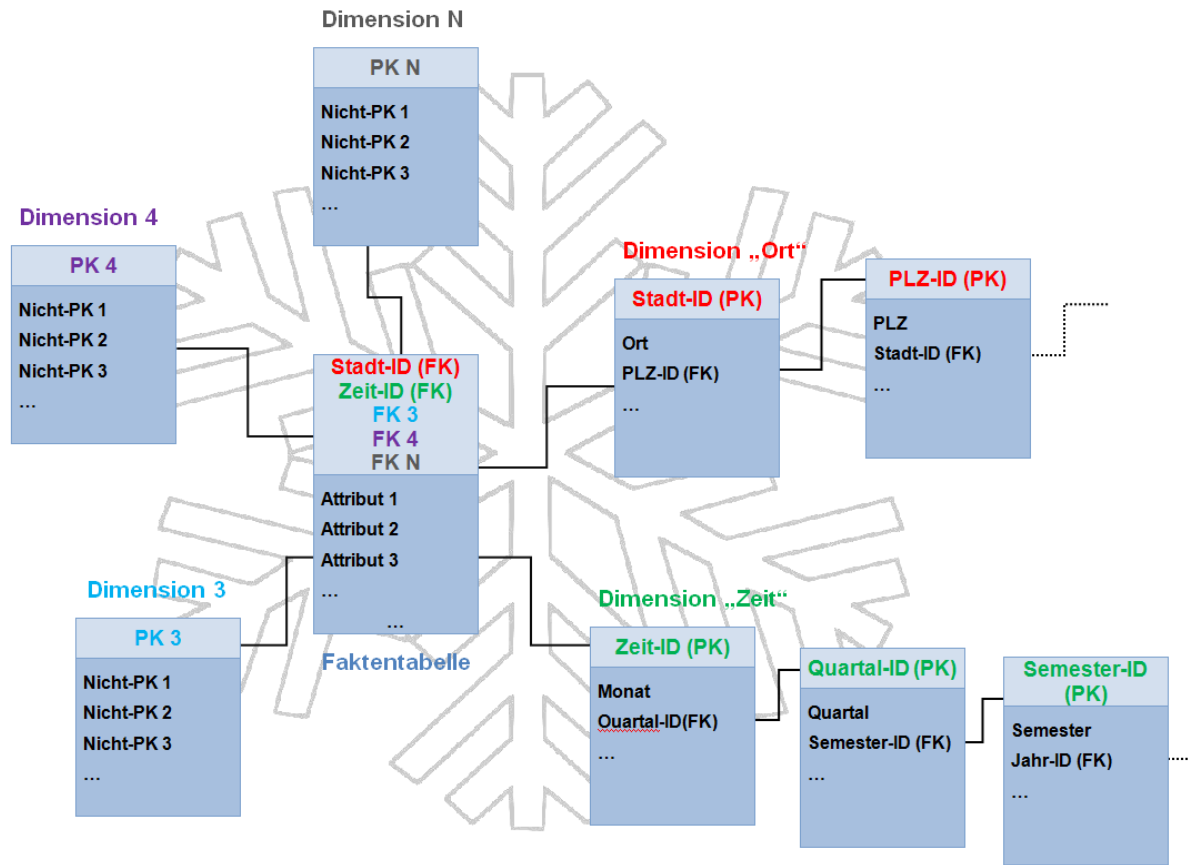 Dimension N
PK N
Nicht-PK 1
Nicht-PK 2
Nicht-PK 3
…
Dimension 4
PK 4
Nicht-PK 1
Nicht-PK 2
Nicht-PK 3
…
Stadt-ID (FK)
Zeit-ID (FK)
FK 3
FK 4
FK N
Attribut 1
Attribut 2
Attribut 3
…
…
Faktentabelle
Dimension „Ort“
Stadt-ID (PK)
Ort
PLZ-ID (FK)
…
PLZ-ID (PK)
PLZ
Stadt-ID (FK)
…
Dimension 3
PK 3
Nicht-PK 1
Nicht-PK 2
Nicht-PK 3
…
Dimension „Zeit“
Zeit-ID (PK)
Monat
Quartal-ID(FK)
…
Quartal-ID (PK)
Quartal
Semester-ID (FK)
…
Semester-ID
(PK)
Semester
Jahr-ID (FK)
…